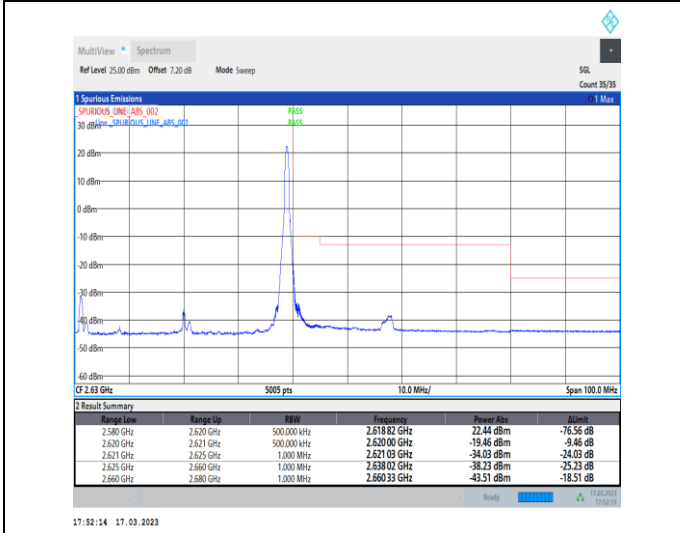 MultiView Spectrum
Ref Level 25.00 dBm Offset 7.20 dB Mode Sweep SGL
Count 35/35
1 Spurious Emissions 1 Max
_SPURIOUS_LINE_ABS_002 PASS
Line _SPURIOUS_LINE_ABS_002 PASS
30 dBm
20 dBm
10 dBm
0 dBm
-10 dBm
-20 dBm
-30 dBm
-40 dBm
-50 dBm
-60 dBm
CF 2.63 GHz 5005 pts 10.0 MHz/ Span 100.0 MHz
2 Result Summary
Range Low Range Up RBW Frequency Power Abs ΔLimit
2.580 GHz 2.620 GHz 500.000 kHz 2.618 82 GHz 22.44 dBm -76.56 dB
2.620 GHz 2.621 GHz 500.000 kHz 2.620 00 GHz -19.46 dBm -9.46 dB
2.621 GHz 2.625 GHz 1.000 MHz 2.621 03 GHz -34.03 dBm -24.03 dB
2.625 GHz 2.660 GHz 1.000 MHz 2.638 02 GHz -38.23 dBm -25.23 dB
2.660 GHz 2.680 GHz 1.000 MHz 2.660 33 GHz -43.51 dBm -18.51 dB
Ready 17.03.2023
17:52:13
17:52:14 17.03.2023